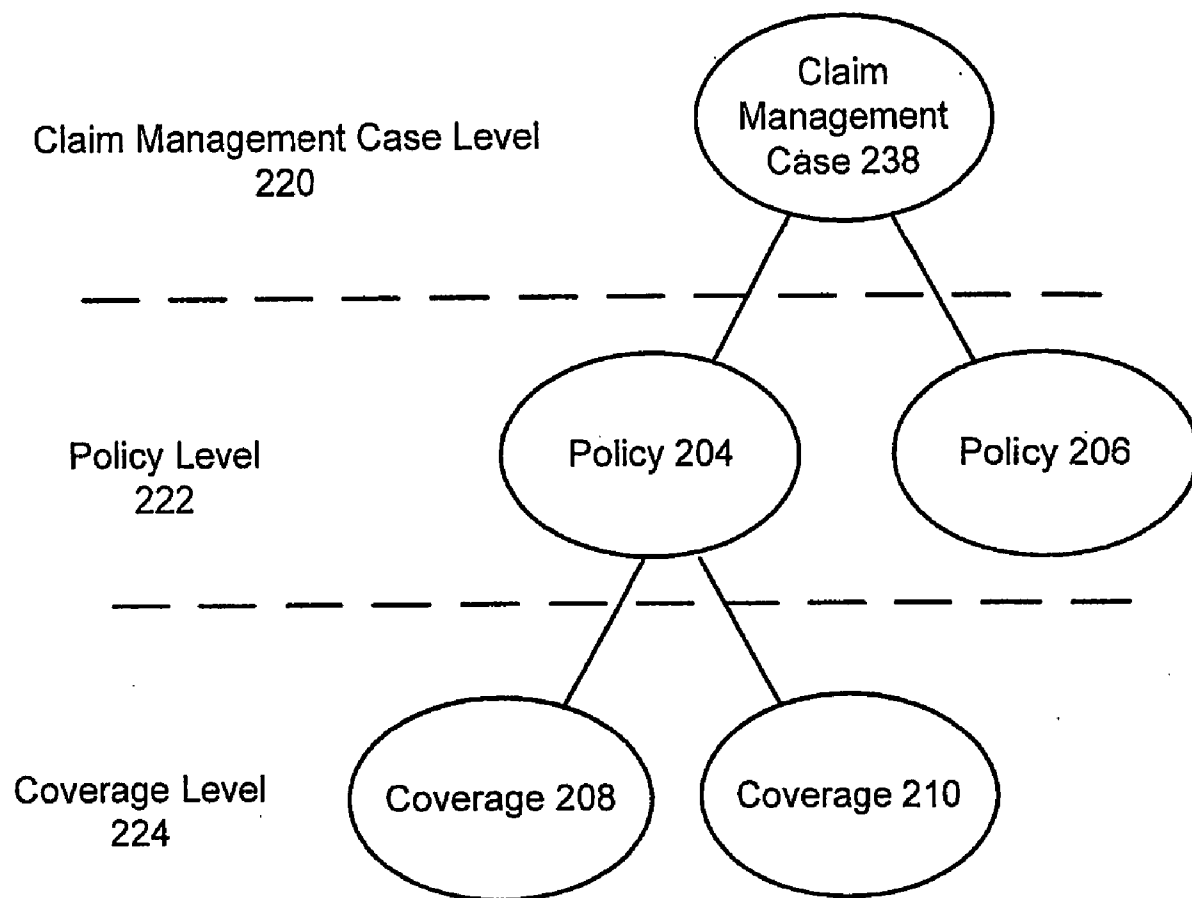 Claim
Management
Case 238
Claim Management Case Level
220
Policy Level
222
Policy 204
Policy 206
Coverage Level
224
Coverage 208
Coverage 210